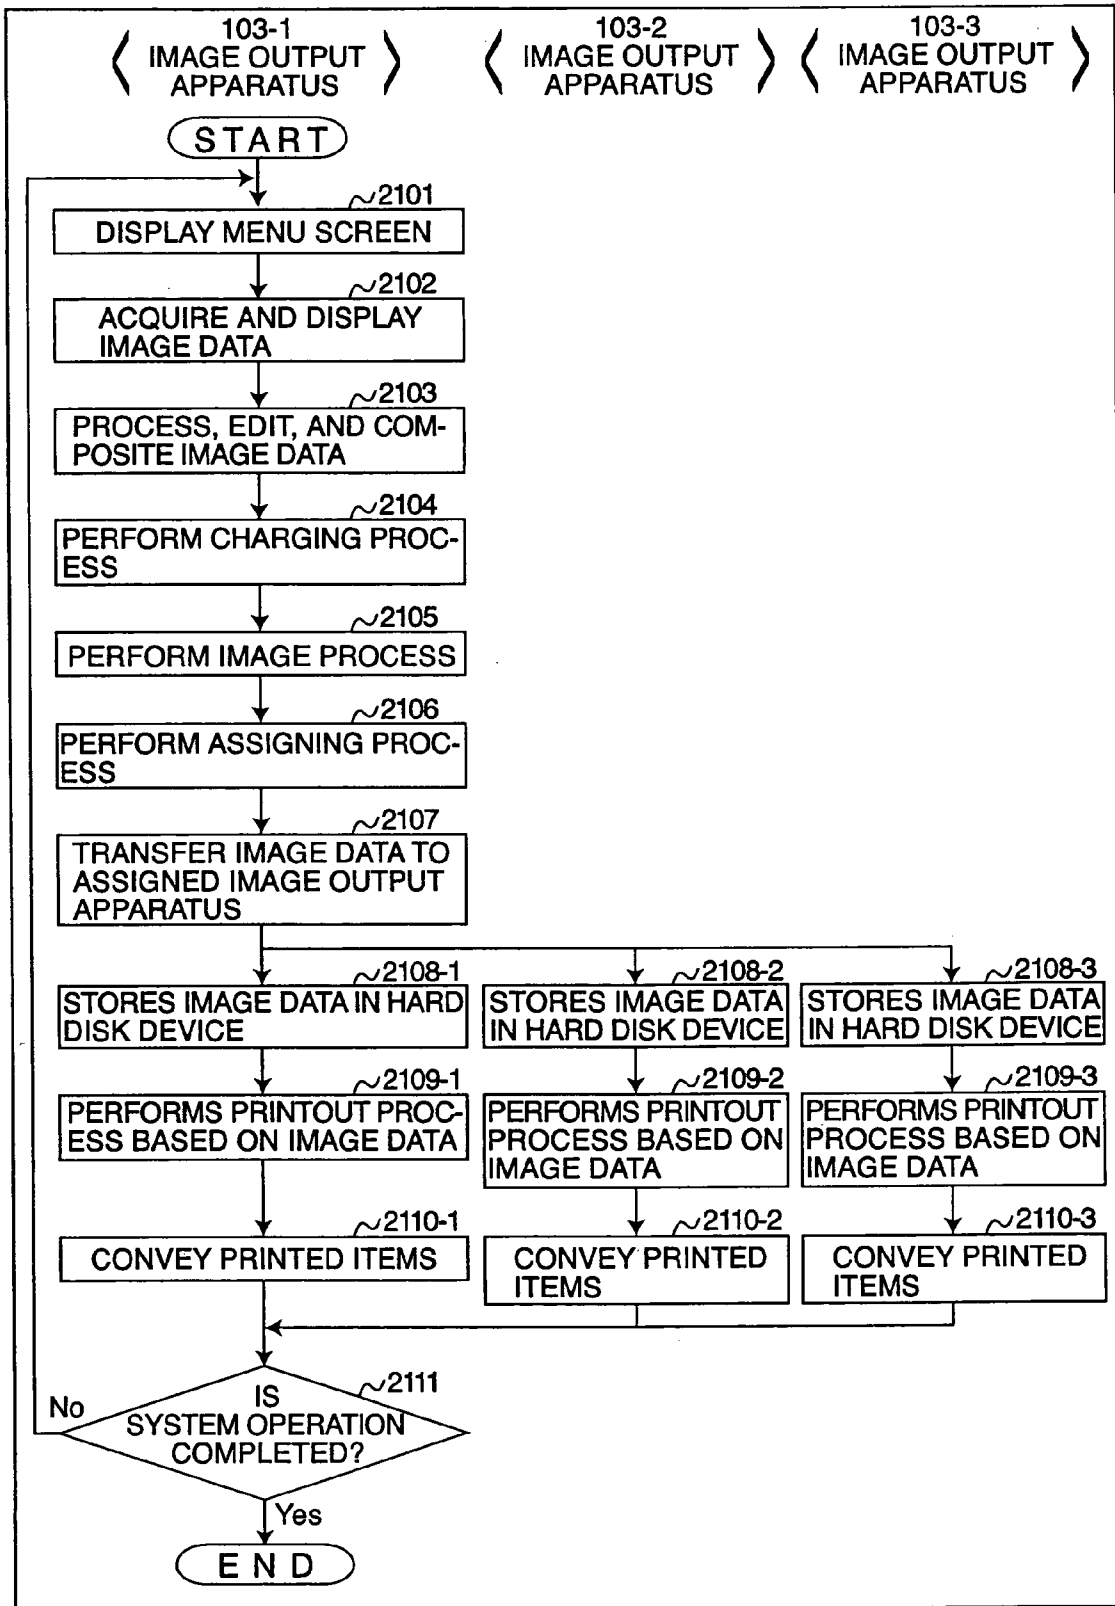 103-1
IMAGE OUTPUT
APPARATUS
103-2
IMAGE OUTPUT
APPARATUS
103-3
IMAGE OUTPUT
APPARATUS
START
2101
DISPLAY MENU SCREEN
2102
ACQUIRE AND DISPLAY
IMAGE DATA
2103
PROCESS, EDIT, AND COM-
POSITE IMAGE DATA
2104
PERFORM CHARGING PROC-
ESS
2105
PERFORM IMAGE PROCESS
2106
PERFORM ASSIGNING PROC-
ESS
2107
TRANSFER IMAGE DATA TO
ASSIGNED IMAGE OUTPUT
APPARATUS
2108-1
STORES IMAGE DATA IN HARD
DISK DEVICE
2108-2
STORES IMAGE DATA
IN HARD DISK DEVICE
2108-3
STORES IMAGE DATA
IN HARD DISK DEVICE
2109-1
PERFORMS PRINTOUT PROC-
ESS BASED ON IMAGE DATA
2109-2
PERFORMS PRINTOUT
PROCESS BASED ON
IMAGE DATA
2109-3
PERFORMS PRINTOUT
PROCESS BASED ON
IMAGE DATA
2110-1
CONVEY PRINTED ITEMS
2110-2
CONVEY PRINTED
ITEMS
2110-3
CONVEY PRINTED
ITEMS
2111
IS
SYSTEM OPERATION
COMPLETED?
No
Yes
END